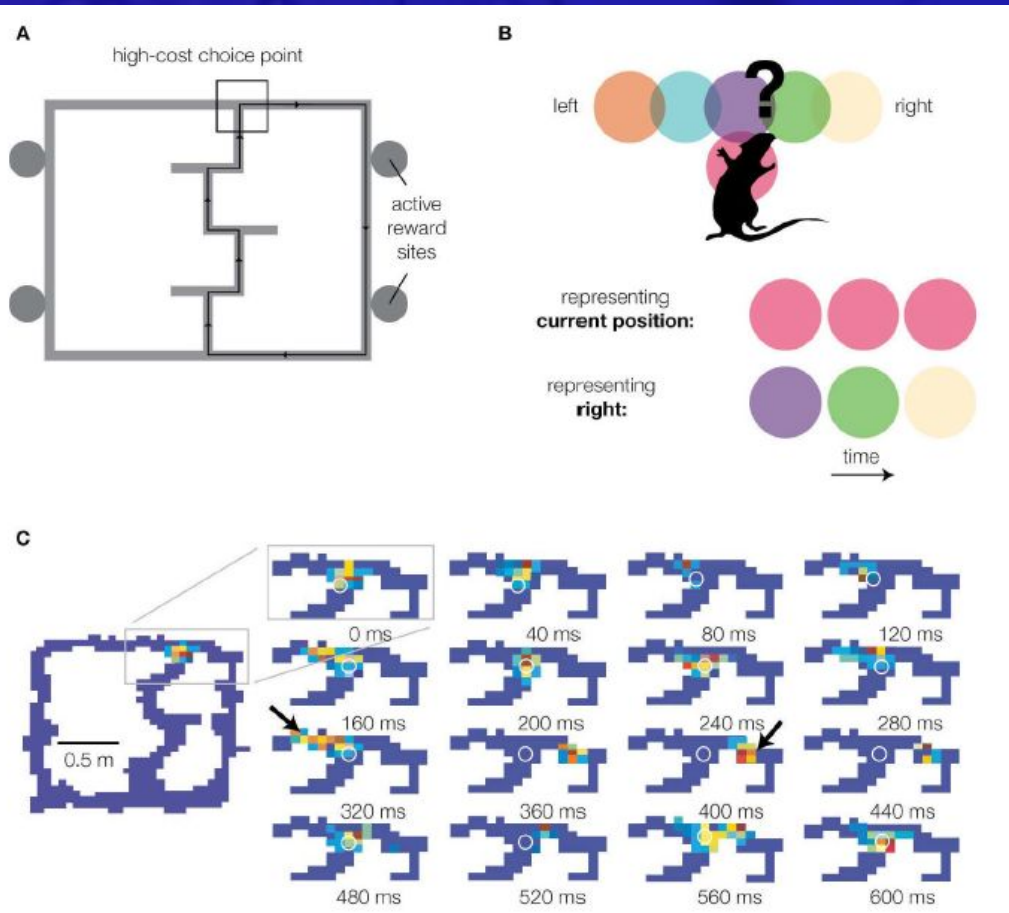 A
high-cost choice point
active
reward
sites
B
left
?
right
representing
current position:
representing
right:
time
C
0.5 m
0 ms
40 ms
80 ms
120 ms
160 ms
200 ms
240 ms
280 ms
320 ms
360 ms
400 ms
440 ms
480 ms
520 ms
560 ms
600 ms